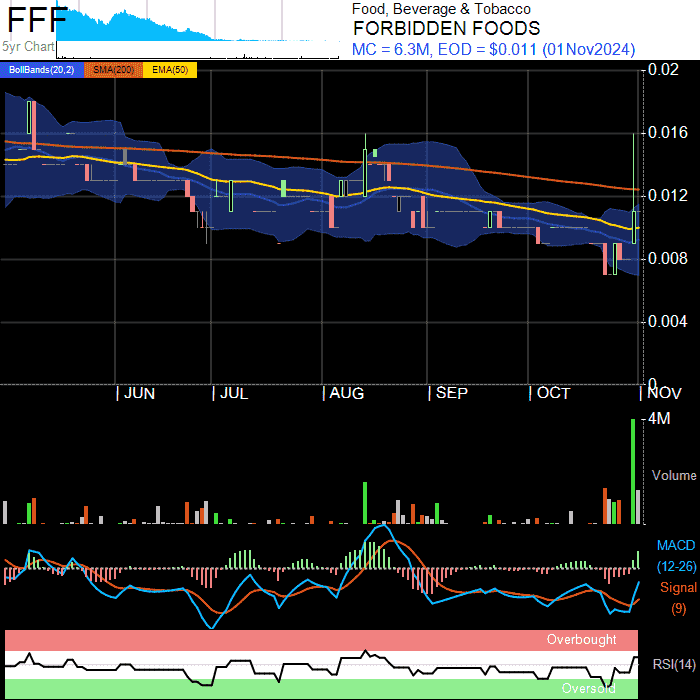 FFF
5yr Chart
Food, Beverage & Tobacco
FORBIDDEN FOODS
MC = 6.3M, EOD = $0.011 (01Nov2024)
BollBands(20,2) SMA(200) EMA(50)
0.02
0.016
0.012
0.008
0.004
0
JUN JUL AUG SEP OCT NOV
4M
Volume
MACD
(12-26)
Signal
(9)
Overbought
RSI(14)
Oversold